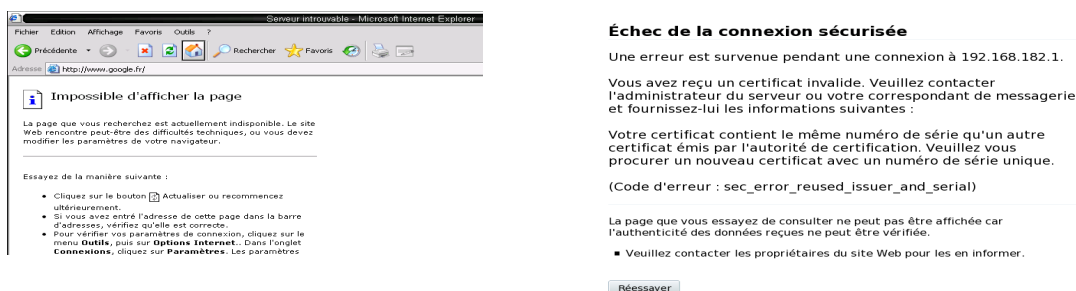 Serveur introuvable - Microsoft Internet Explorer
Fichier Edition Affichage Favoris Outils ?
Précédente Rechercher Favoris
Adresse http://www.google.fr/
Impossible d'afficher la page
La page que vous recherchez est actuellement indisponible. Le site
Web rencontre peut-être des difficultés techniques, ou vous devez
modifier les paramètres de votre navigateur.
Essayez de la manière suivante :
• Cliquez sur le bouton Actualiser ou recommencez
ultérieurement.
• Si vous avez entré l'adresse de cette page dans la barre
d'adresses, vérifiez qu'elle est correcte.
• Pour vérifier vos paramètres de connexion, cliquez sur le
menu Outils, puis sur Options Internet.. Dans l'onglet
Connexions, cliquez sur Paramètres. Les paramètres
Échec de la connexion sécurisée
Une erreur est survenue pendant une connexion à 192.168.182.1.
Vous avez reçu un certificat invalide. Veuillez contacter
l'administrateur du serveur ou votre correspondant de messagerie
et fournissez-lui les informations suivantes :
Votre certificat contient le même numéro de série qu'un autre
certificat émis par l'autorité de certification. Veuillez vous
procurer un nouveau certificat avec un numéro de série unique.
(Code d'erreur : sec_error_reused_issuer_and_serial)
La page que vous essayez de consulter ne peut pas être affichée car
l'authenticité des données reçues ne peut être vérifiée.
▪ Veuillez contacter les propriétaires du site Web pour les en informer.
Réessayer